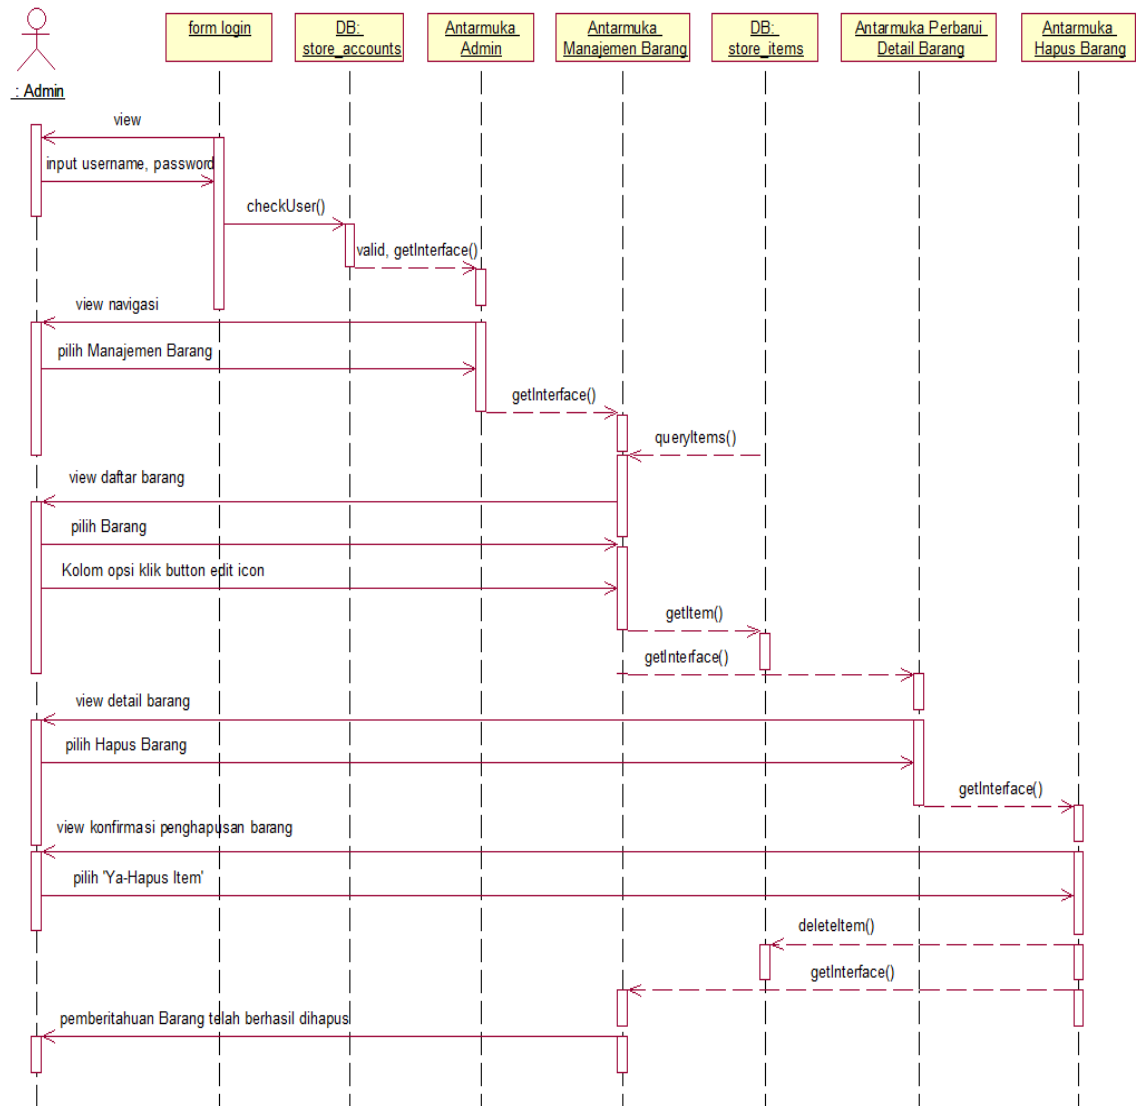 form login
DB:
store_accounts
Antarmuka
Admin
Antarmuka
Manajemen Barang
DB:
store_items
Antarmuka Perbarui
Detail Barang
Antarmuka
Hapus Barang
: Admin
view
input username, password
checkUser()
valid, getInterface()
view navigasi
pilih Manajemen Barang
getInterface()
queryItems()
view daftar barang
pilih Barang
Kolom opsi klik button edit icon
getItem()
getInterface()
view detail barang
pilih Hapus Barang
getInterface()
view konfirmasi penghapusan barang
pilih 'Ya-Hapus Item'
deleteItem()
getInterface()
pemberitahuan Barang telah berhasil dihapus